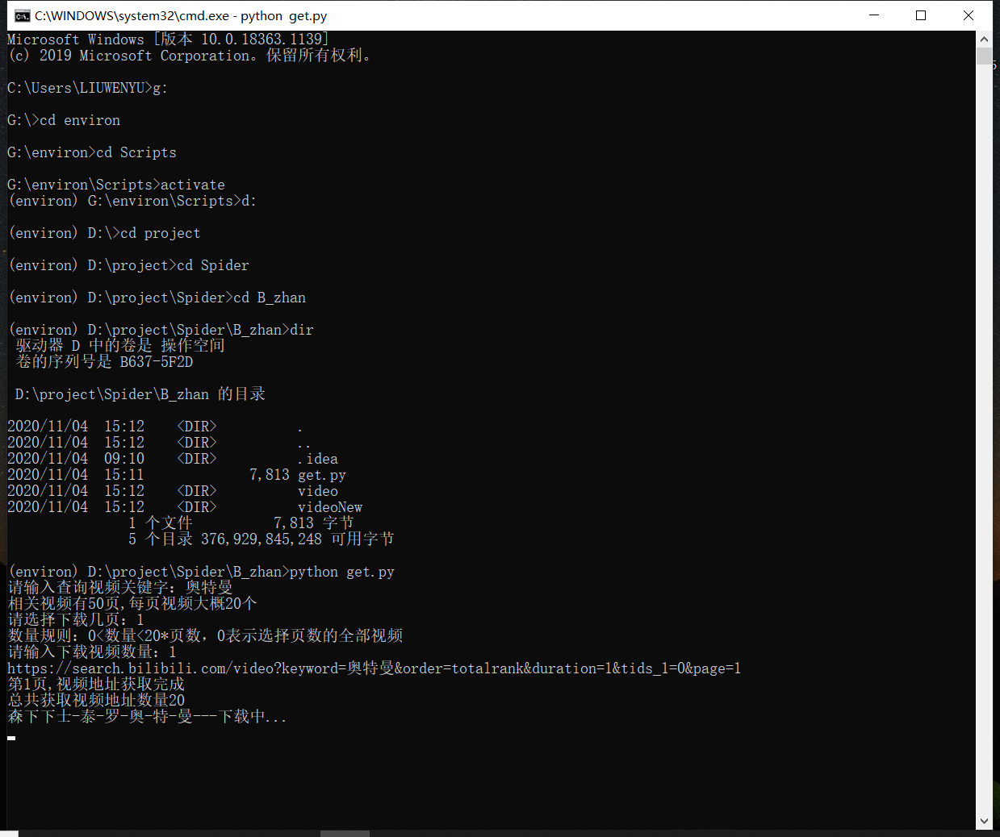 C:\WINDOWS\system32\cmd.exe - python  get.py
Microsoft Windows [版本 10.0.18363.1139]
(c) 2019 Microsoft Corporation。保留所有权利。
C:\Users\LIUWENYU>g:
G:\>cd environ
G:\environ>cd Scripts
G:\environ\Scripts>activate
(environ) G:\environ\Scripts>d:
(environ) D:\>cd project
(environ) D:\project>cd Spider
(environ) D:\project\Spider>cd B_zhan
(environ) D:\project\Spider\B_zhan>dir
驱动器 D 中的卷是 操作空间
卷的序列号是 B637-5F2D
D:\project\Spider\B_zhan 的目录
2020/11/04  15:12    <DIR>          .
2020/11/04  15:12    <DIR>          ..
2020/11/04  09:10    <DIR>          .idea
2020/11/04  15:11             7,813 get.py
2020/11/04  15:12    <DIR>          video
2020/11/04  15:12    <DIR>          videoNew
1 个文件          7,813 字节
5 个目录 376,929,845,248 可用字节
(environ) D:\project\Spider\B_zhan>python get.py
请输入查询视频关键字：奥特曼
相关视频有50页,每页视频大概20个
请选择下载几页：1
数量规则：0<数量<20*页数，0表示选择页数的全部视频
请输入下载视频数量：1
https://search.bilibili.com/video?keyword=奥特曼&order=totalrank&duration=1&tids_1=0&page=1
第1页,视频地址获取完成
总共获取视频地址数量20
森下下士-泰-罗-奥-特-曼---下载中...